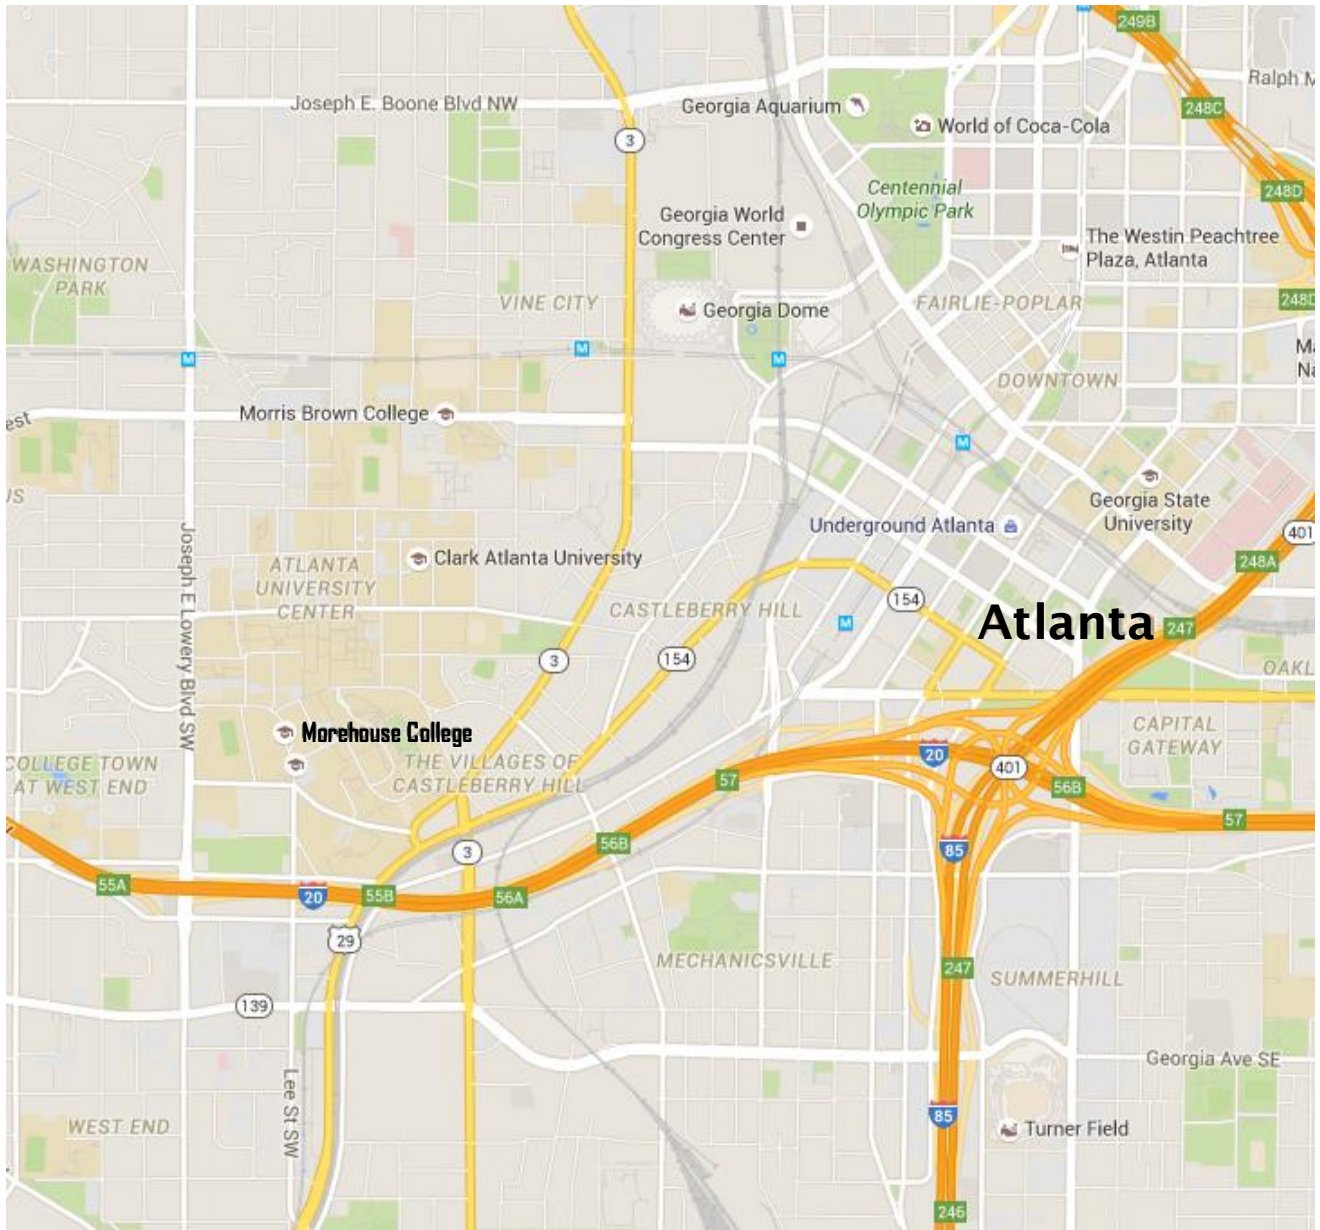 249B
Ralph M
Joseph E. Boone Blvd NW
Georgia Aquarium
248C
World of Coca-Cola
3
Centennial
Olympic Park
248D
Georgia World
Congress Center
The Westin Peachtree
Plaza, Atlanta
WASHINGTON
PARK
VINE CITY
Georgia Dome
FAIRLIE-POPLAR
248D
M
M
M
Ma
Na
DOWNTOWN
est
Morris Brown College
M
US
Georgia State
University
Underground Atlanta
401
Joseph E Lowery Blvd SW
Clark Atlanta University
248A
ATLANTA
UNIVERSITY
CENTER
CASTLEBERRY HILL
154
M
Atlanta
247
3
154
OAKL
Morehouse College
CAPITAL
GATEWAY
COLLEGE TOWN
AT WEST END
THE VILLAGES OF
CASTLEBERRY HILL
57
20
401
56B
57
3
56B
85
55A
20
55B
56A
29
MECHANICSVILLE
247
SUMMERHILL
139
Georgia Ave SE
Lee St SW
85
WEST END
Turner Field
246